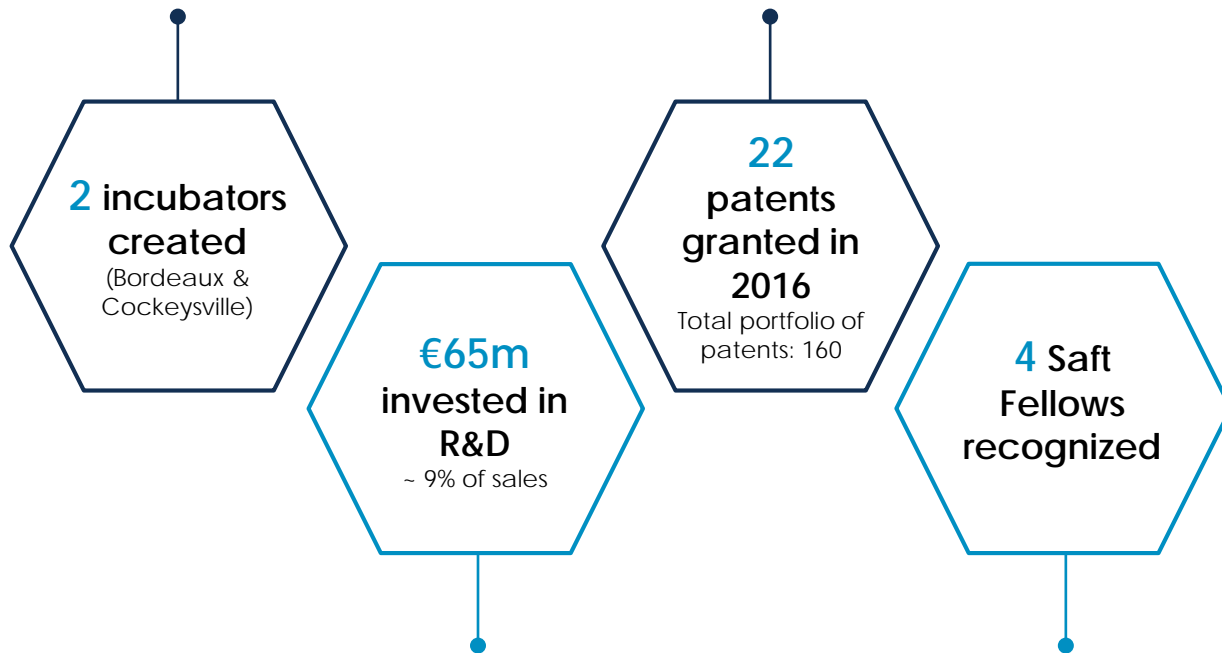 2 incubators
created
(Bordeaux &
Cockeysville)
€65m
invested in
R&D
~ 9% of sales
22
patents
granted in
2016
Total portfolio of
patents: 160
4 Saft
Fellows
recognized